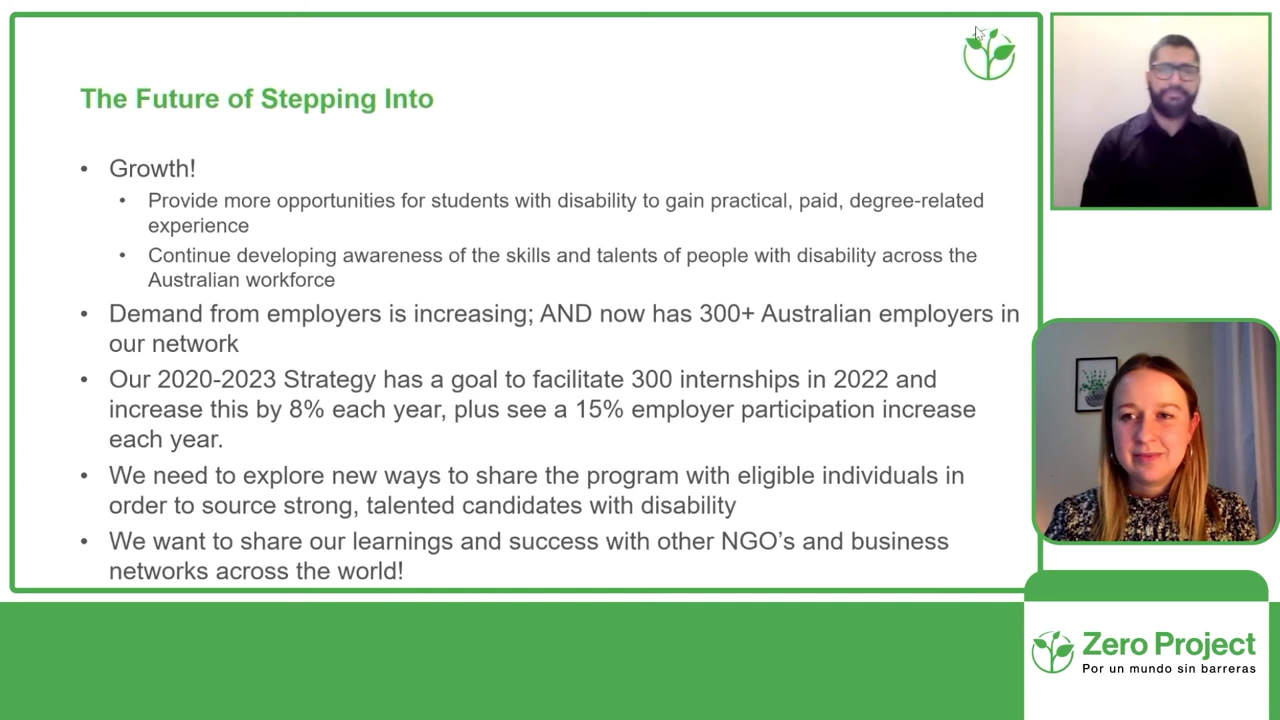 The Future of Stepping Into
• Growth!
• Provide more opportunities for students with disability to gain practical, paid, degree-related
experience
• Continue developing awareness of the skills and talents of people with disability across the
Australian workforce
• Demand from employers is increasing; AND now has 300+ Australian employers in
our network
• Our 2020-2023 Strategy has a goal to facilitate 300 internships in 2022 and
increase this by 8% each year, plus see a 15% employer participation increase
each year.
• We need to explore new ways to share the program with eligible individuals in
order to source strong, talented candidates with disability
• We want to share our learnings and success with other NGO’s and business
networks across the world!
Zero Project
Por un mundo sin barreras